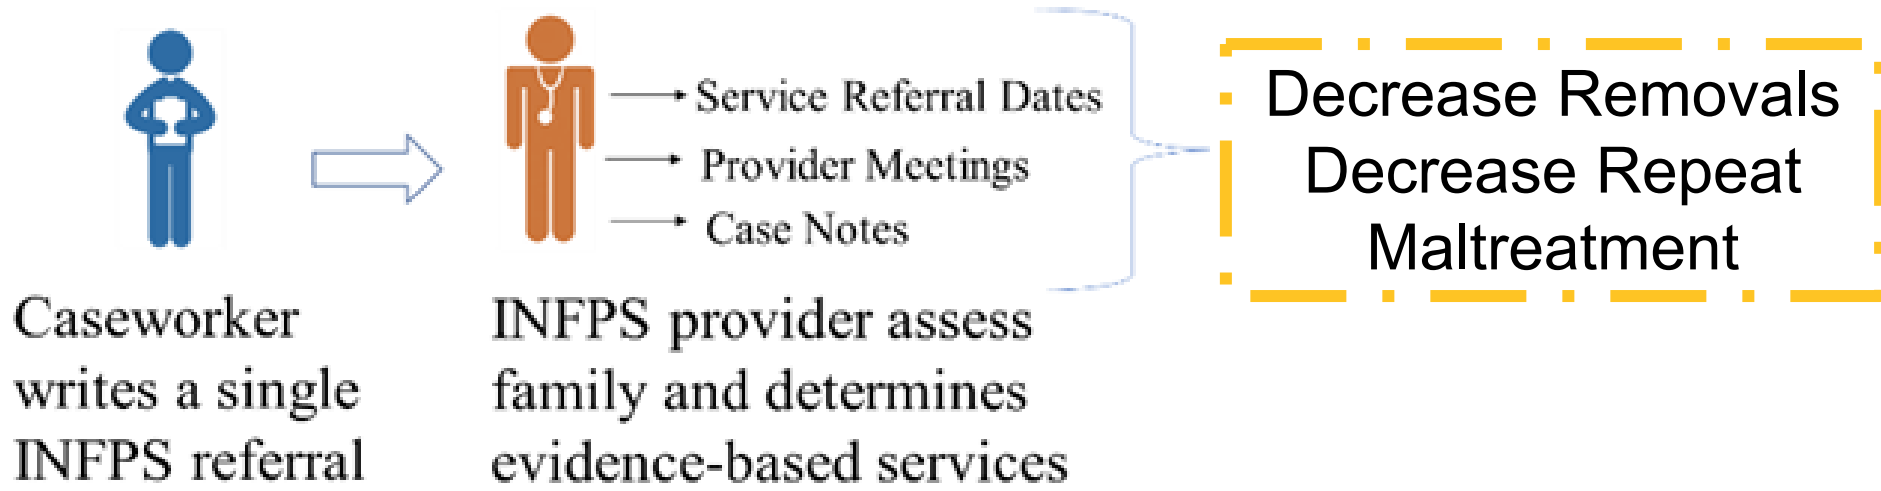 Service Referral Dates
Provider Meetings
Case Notes
Decrease Removals
Decrease Repeat
Maltreatment
Caseworker
writes a single
INFPS referral
INFPS provider assess
family and determines
evidence-based services